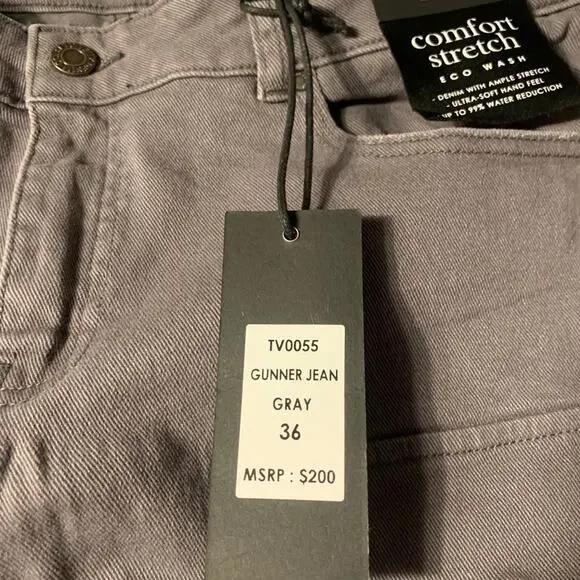 comfort
stretch
ECO WASH
· DENIM WITH AMPLE STRETCH
· ULTRA-SOFT HAND FEEL
UP TO 99% WATER REDUCTION
TV0055
GUNNER JEAN
GRAY
36
MSRP : $200